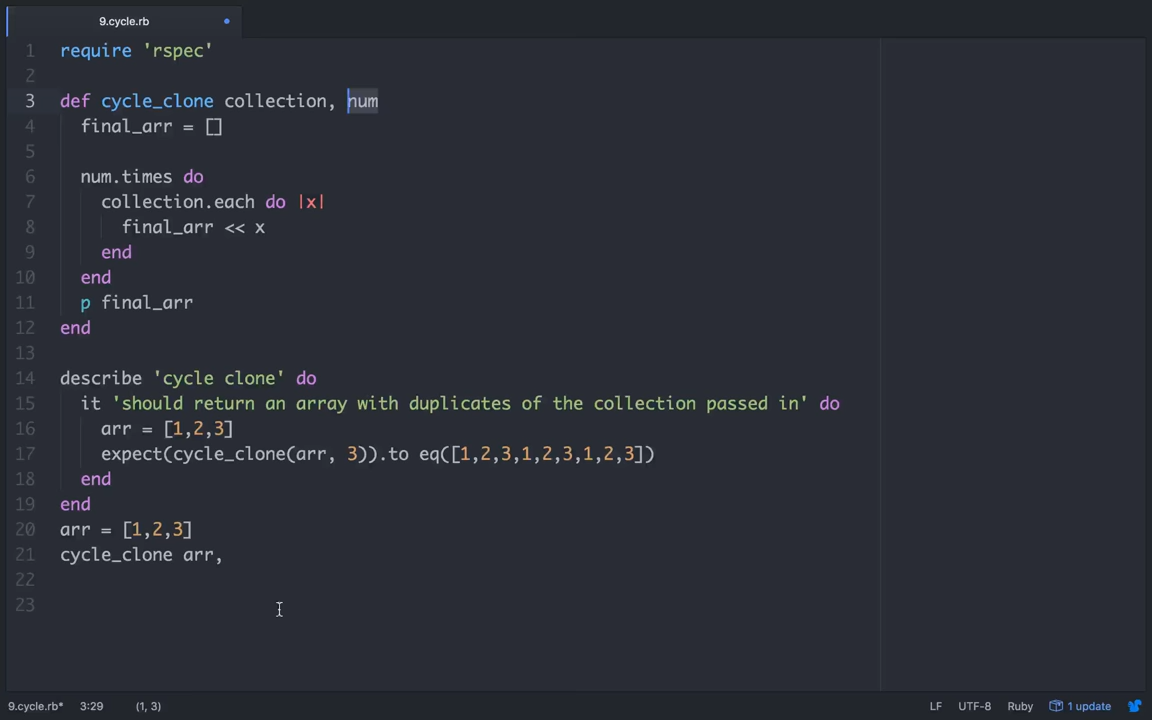 9.cycle.rb
1 require 'rspec'
2
3 def cycle_clone collection, num
4 final_arr = []
5
6 num.times do
7 collection.each do |x|
8 final_arr << x
9 end
10 end
11 p final_arr
12 end
13
14 describe 'cycle clone' do
15 it 'should return an array with duplicates of the collection passed in' do
16 arr = [1,2,3]
17 expect(cycle_clone(arr, 3)).to eq([1,2,3,1,2,3,1,2,3])
18 end
19 end
20 arr = [1,2,3]
21 cycle_clone arr,
22
23
9.cycle.rb* 3:29 (1, 3) LF UTF-8 Ruby 1 update